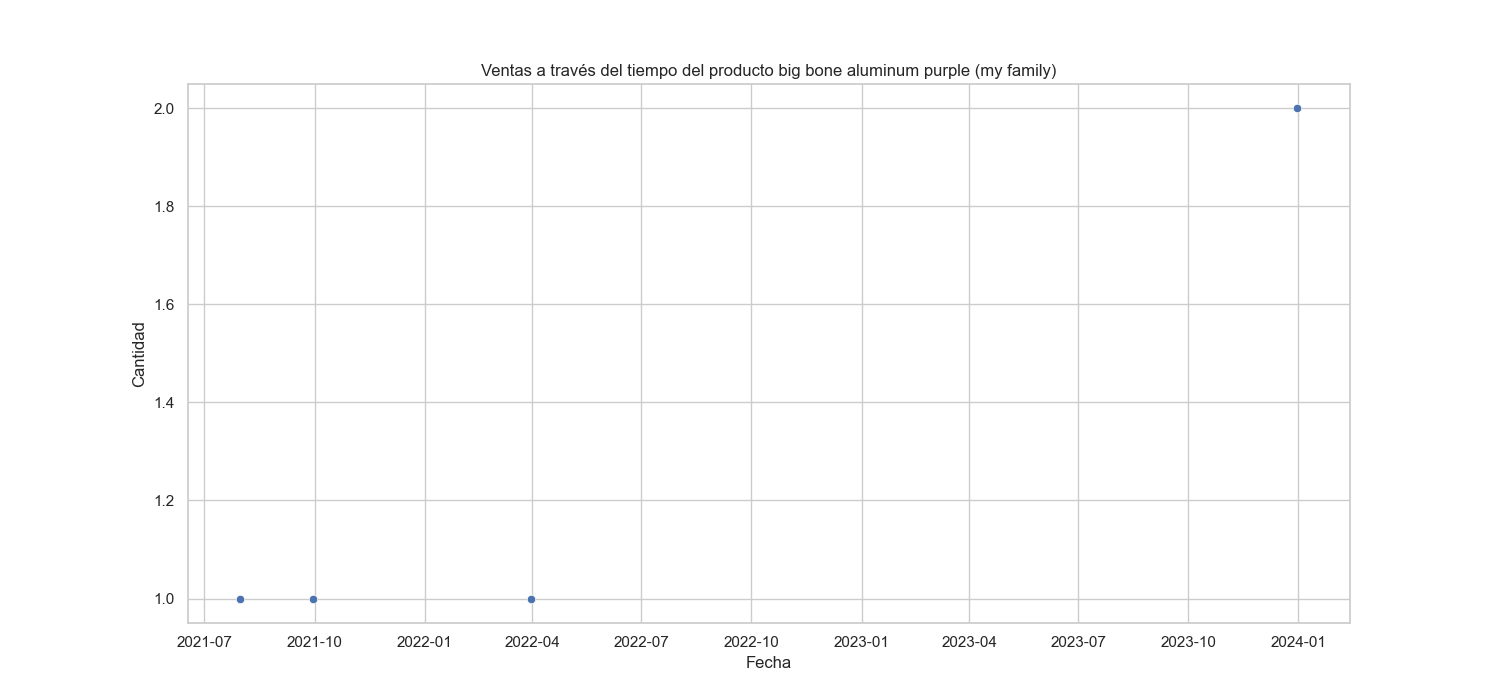 Ventas a través del tiempo del producto big bone aluminum purple (my family)
2.0
1.8
1.6
1.4
1.2
1.0
Cantidad
2021-07 2021-10 2022-01 2022-04 2022-07 2022-10 2023-01 2023-04 2023-07 2023-10 2024-01
Fecha